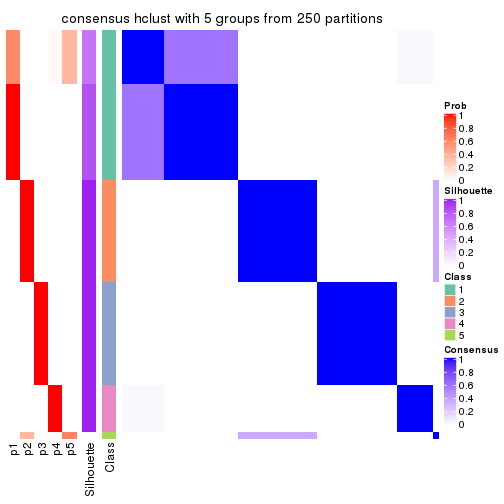 consensus hclust with 5 groups from 250 partitions
Prob
1
0.8
0.6
0.4
0.2
0
Silhouette
1
0.8
0.6
0.4
0.2
0
Class
1
2
3
4
5
Consensus
1
0.8
0.6
0.4
0.2
0
p1
p2
p3
p4
p5
Silhouette
Class